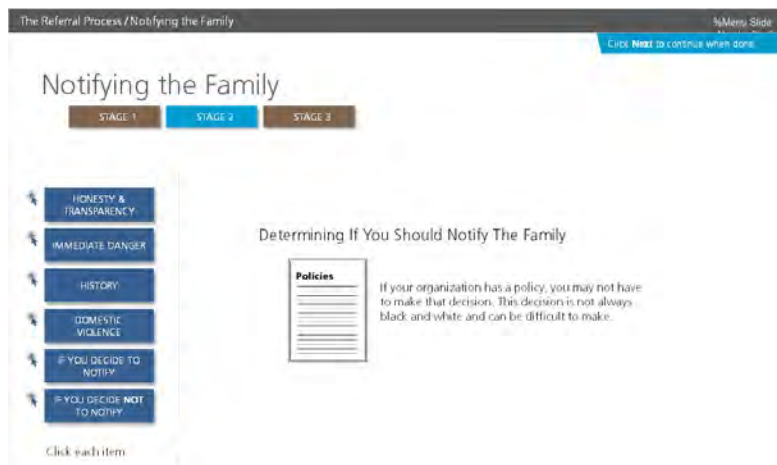 The Referral Process / Notifying the Family
%Menu Slide
Click Next to continue when done.
Notifying the Family
STAGE 1
STAGE 2
STAGE 3
HONESTY &
TRANSPARENCY
IMMEDIATE DANGER
HISTORY
DOMESTIC
VIOLENCE
IF YOU DECIDE TO
NOTIFY
IF YOU DECIDE NOT
TO NOTIFY
Click each item
Determining If You Should Notify The Family
Policies
If your organization has a policy, you may not have
to make that decision. This decision is not always
black and white and can be difficult to make.